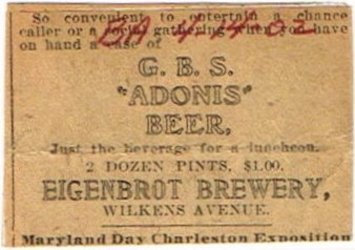 So convenient to entertain a chance
caller or a social gathering when you have
on hand a case of
G. B. S.
"ADONIS"
BEER,
Just the beverage for a luncheon.
2 DOZEN PINTS, $1.00.
EIGENBROT BREWERY,
WILKENS AVENUE.
Maryland Day Charleston Exposition